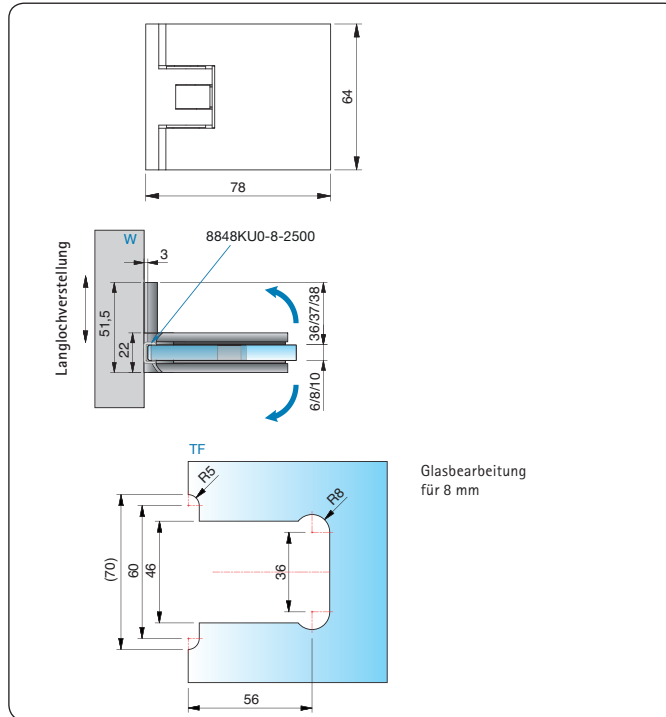 64
78
W
3
8848KU0-8-2500
Langlochverstellung
51,5
22
36/37/38
6/8/10
TF
R5
R8
Glasbearbeitung
für 8 mm
(70)
60
46
36
56